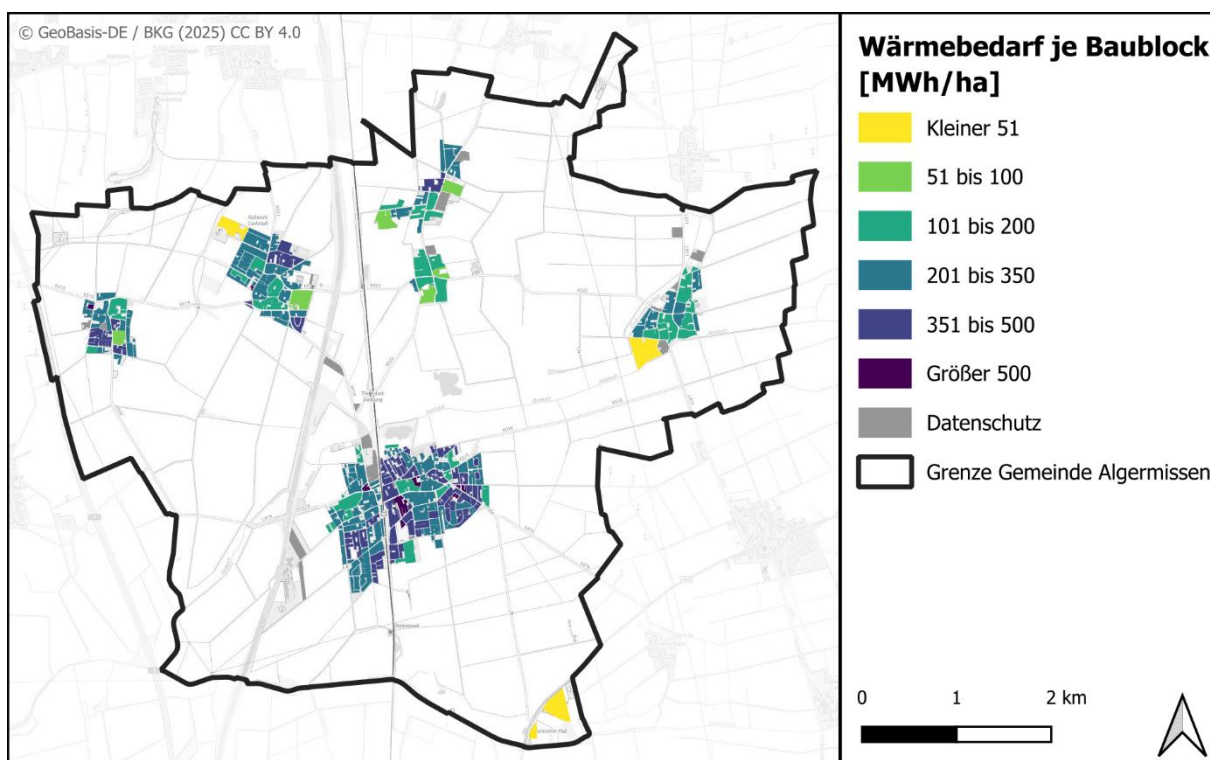 © GeoBasis-DE / BKG (2025) CC BY 4.0
Wärmebedarf je Baublock
[MWh/ha]
Kleiner 51
51 bis 100
101 bis 200
201 bis 350
351 bis 500
Größer 500
Datenschutz
Grenze Gemeinde Algermissen
0 1 2 km